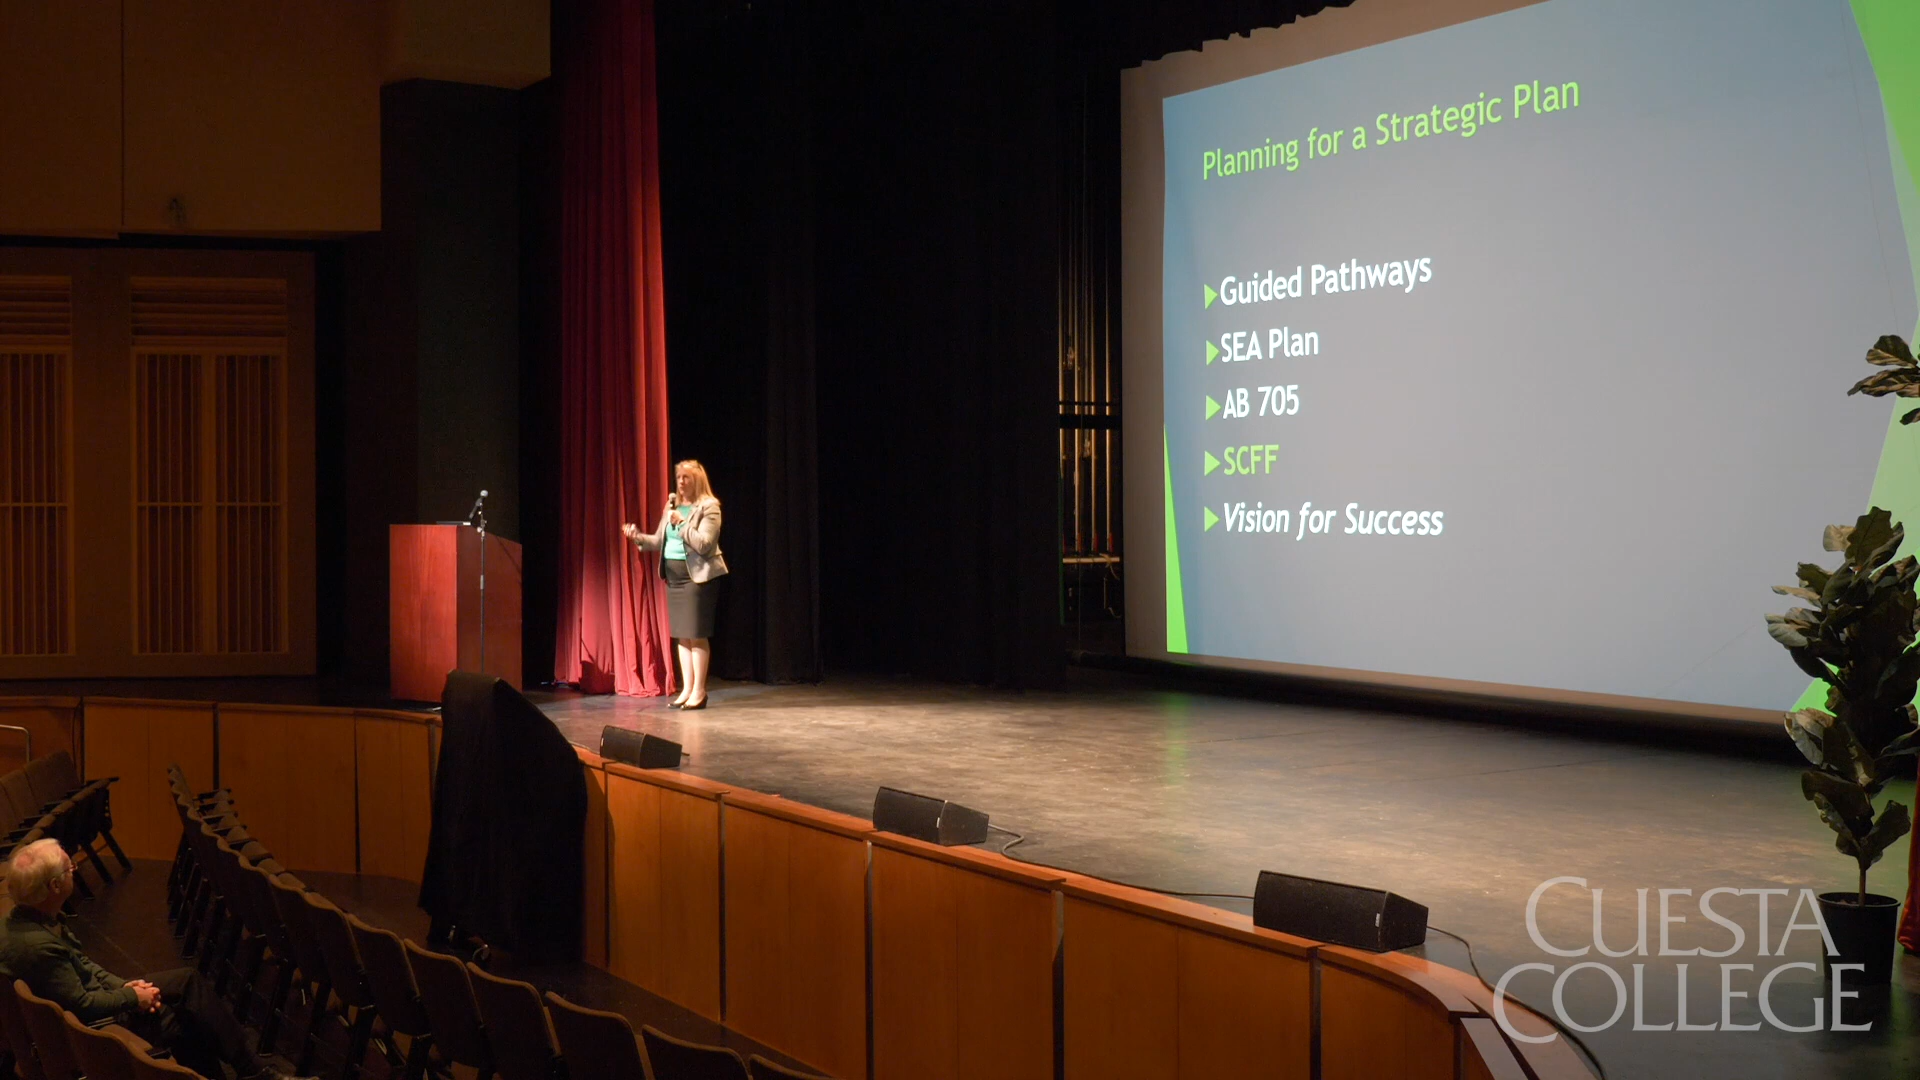 Planning for a Strategic Plan
Guided Pathways
SEA Plan
AB 705
SCFF
Vision for Success
CUESTA
COLLEGE